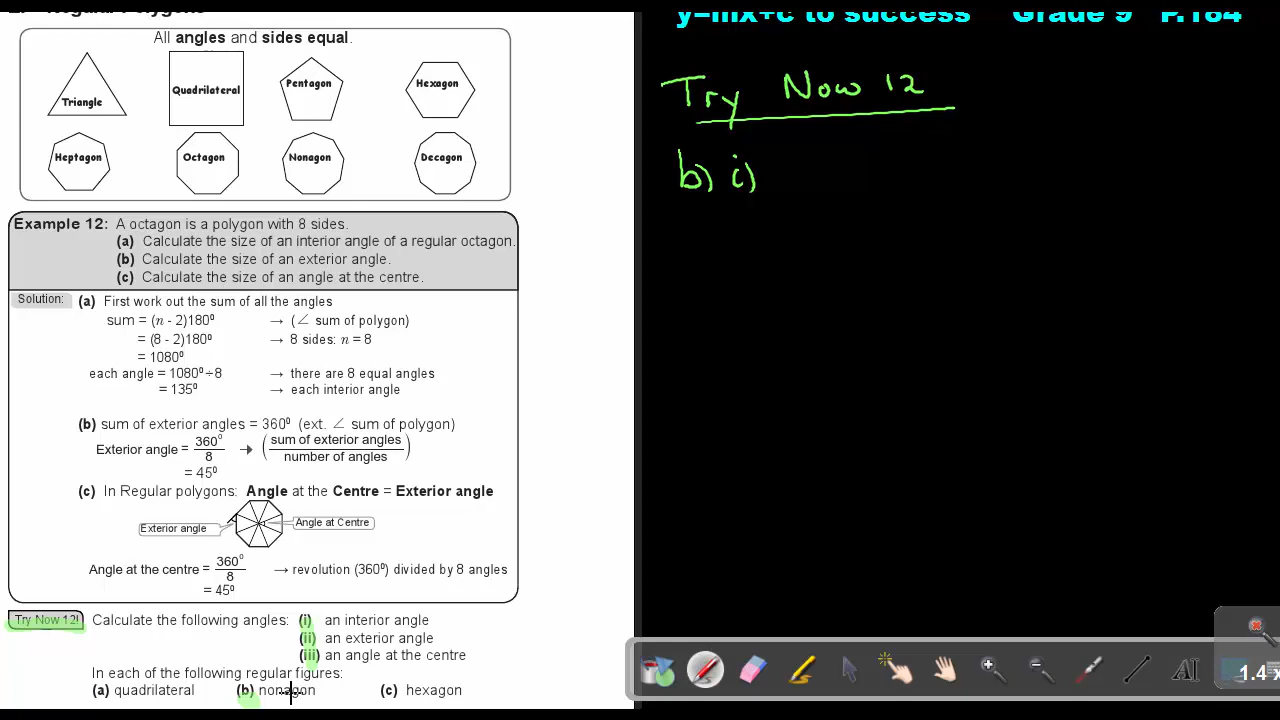 2. Regular Polygons
All angles and sides equal.
Triangle
Quadrilateral
Pentagon
Hexagon
Heptagon
Octagon
Nonagon
Decagon
Example 12: A octagon is a polygon with 8 sides.
(a) Calculate the size of an interior angle of a regular octagon.
(b) Calculate the size of an exterior angle.
(c) Calculate the size of an angle at the centre.
Solution: (a) First work out the sum of all the angles
sum = (n - 2)180⁰ → (∠ sum of polygon)
= (8 - 2)180⁰ → 8 sides: n = 8
= 1080⁰
each angle = 1080⁰÷8 → there are 8 equal angles
= 135⁰ → each interior angle
(b) sum of exterior angles = 360⁰ (ext. ∠ sum of polygon)
Exterior angle = 360⁰/8 → (sum of exterior angles / number of angles)
= 45⁰
(c) In Regular polygons: Angle at the Centre = Exterior angle
Exterior angle
Angle at Centre
Angle at the centre = 360⁰/8 → revolution (360⁰) divided by 8 angles
= 45⁰
Try Now 12! Calculate the following angles: (i) an interior angle
(ii) an exterior angle
(iii) an angle at the centre
In each of the following regular figures:
(a) quadrilateral (b) nonagon (c) hexagon
y=mx+c to success Grade 9 P.184
Try Now 12
b) i)
AI
1.4 x